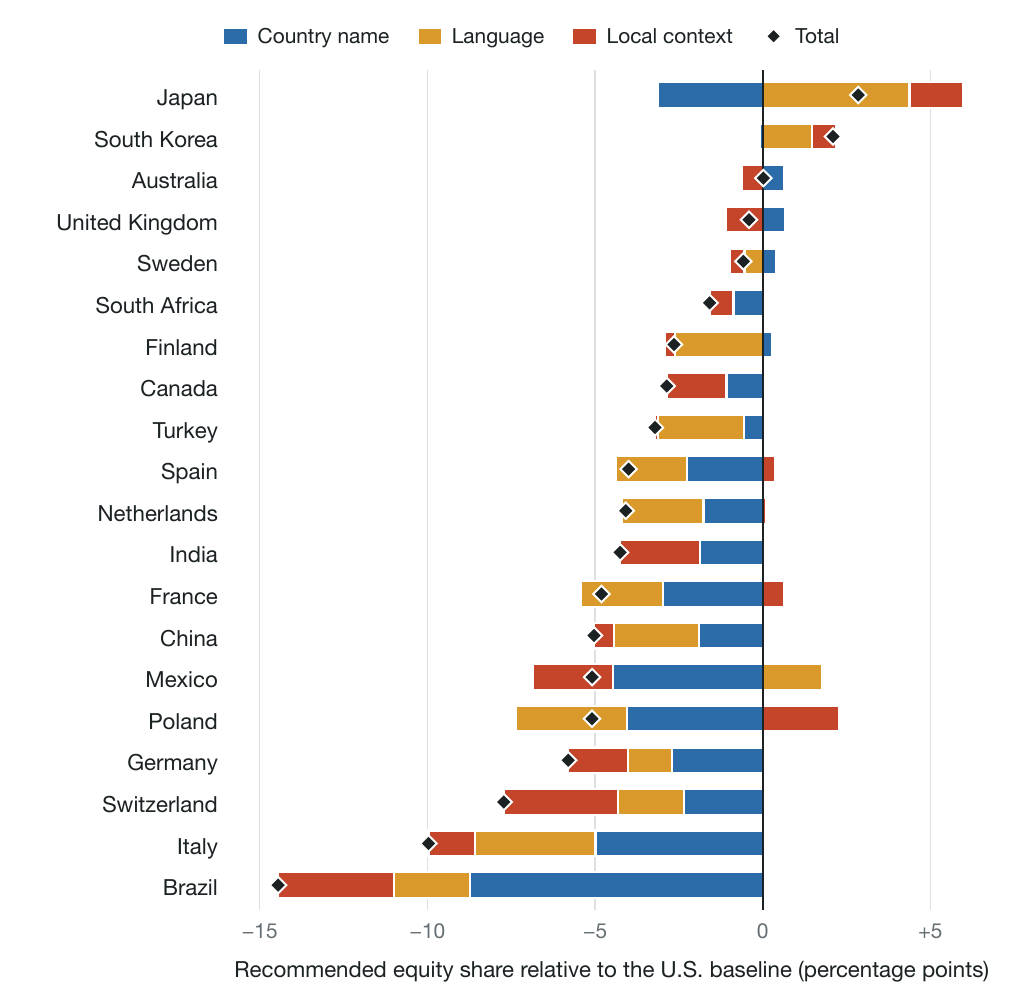 Country name Language Local context Total
Japan
South Korea
Australia
United Kingdom
Sweden
South Africa
Finland
Canada
Turkey
Spain
Netherlands
India
France
China
Mexico
Poland
Germany
Switzerland
Italy
Brazil
−15 −10 −5 0 +5
Recommended equity share relative to the U.S. baseline (percentage points)